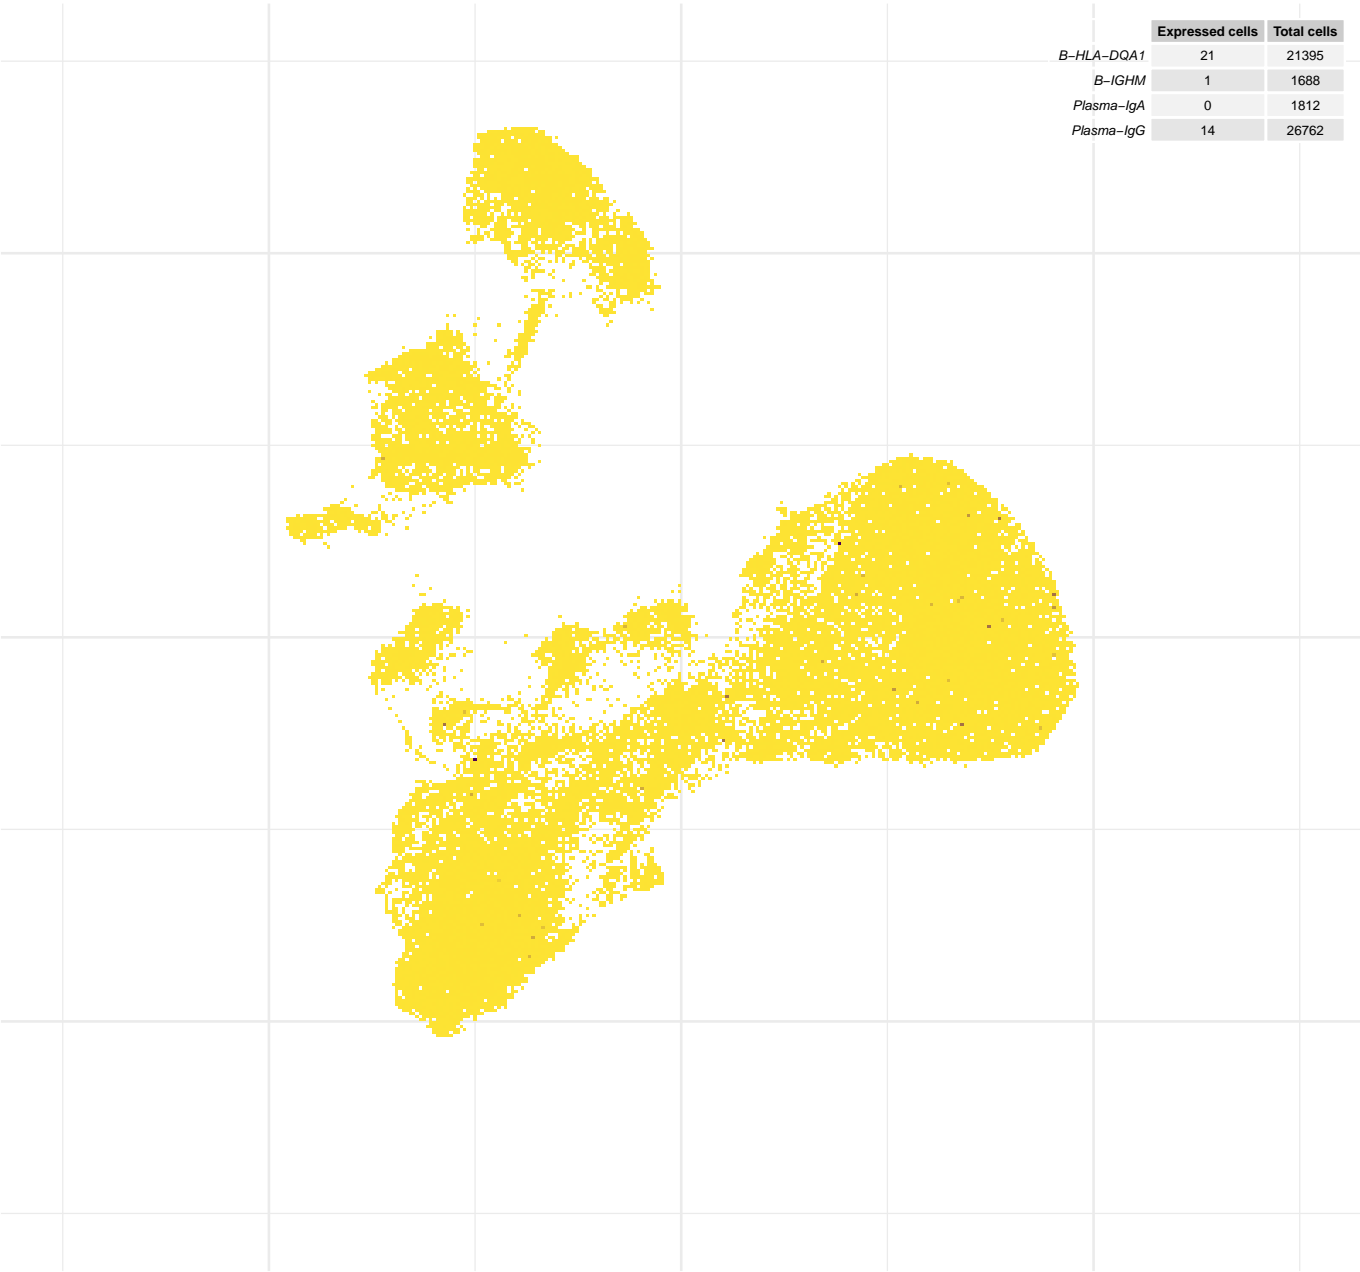 Expressed cells Total cells
B−HLA−DQA1 21 21395
B−IGHM 1 1688
Plasma−IgA 0 1812
Plasma−IgG 14 26762